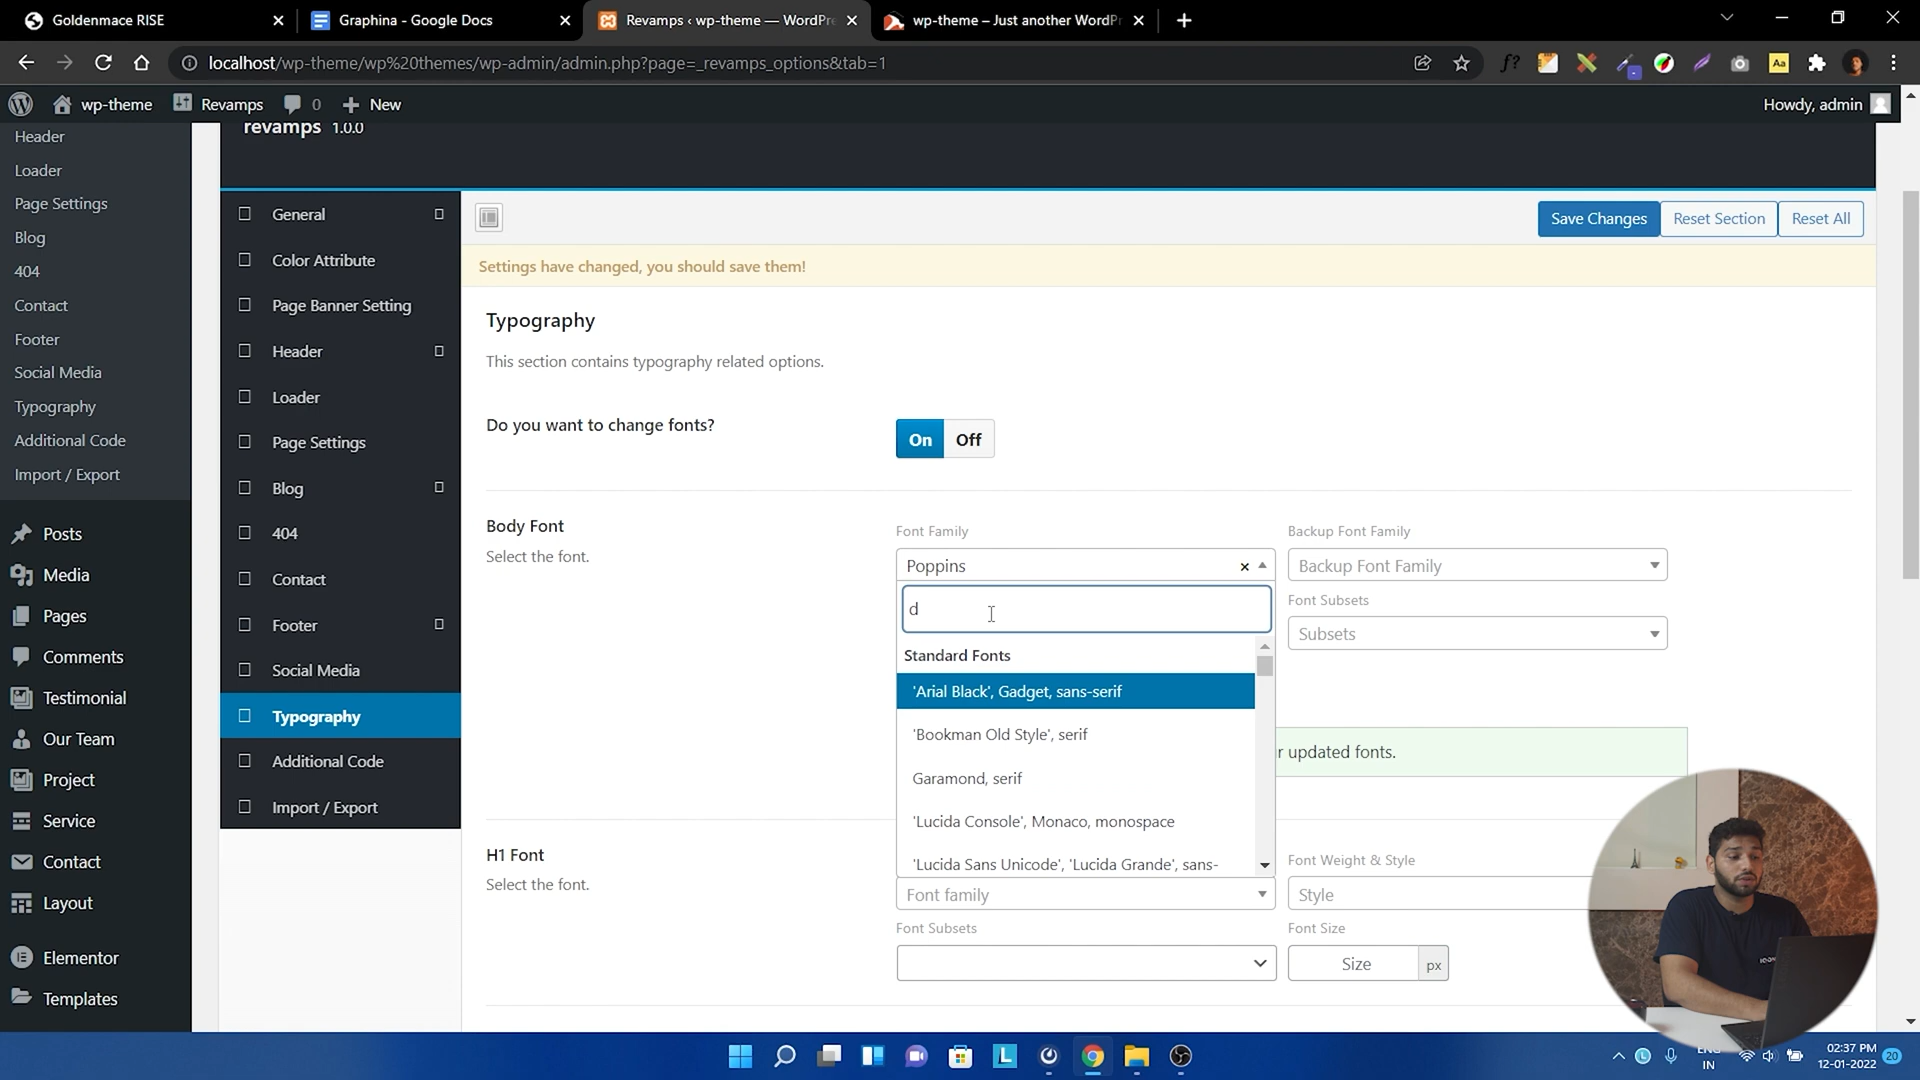 Goldenmace RISE
Graphina - Google Docs
Revamps ‹ wp-theme — WordPre
wp-theme – Just another WordPr
localhost/wp-theme/wp%20themes/wp-admin/admin.php?page=_revamps_options&tab=1
wp-theme
Revamps
0
New
Howdy, admin
Header
Loader
Page Settings
Blog
404
Contact
Footer
Social Media
Typography
Additional Code
Import / Export
Posts
Media
Pages
Comments
Testimonial
Our Team
Project
Service
Contact
Layout
Elementor
Templates
revamps 1.0.0
General
Color Attribute
Page Banner Setting
Header
Loader
Page Settings
Blog
404
Contact
Footer
Social Media
Typography
Additional Code
Import / Export
Save Changes
Reset Section
Reset All
Settings have changed, you should save them!
Typography
This section contains typography related options.
Do you want to change fonts?
On Off
Body Font
Select the font.
Font Family
Backup Font Family
Poppins
Backup Font Family
Font Subsets
Subsets
d
Standard Fonts
'Arial Black', Gadget, sans-serif
'Bookman Old Style', serif
Garamond, serif
'Lucida Console', Monaco, monospace
'Lucida Sans Unicode', 'Lucida Grande', sans-
r updated fonts.
H1 Font
Select the font.
Font family
Font Weight & Style
Style
Font Subsets
Font Size
Size
px
ENG
IN
02:37 PM
12-01-2022
20